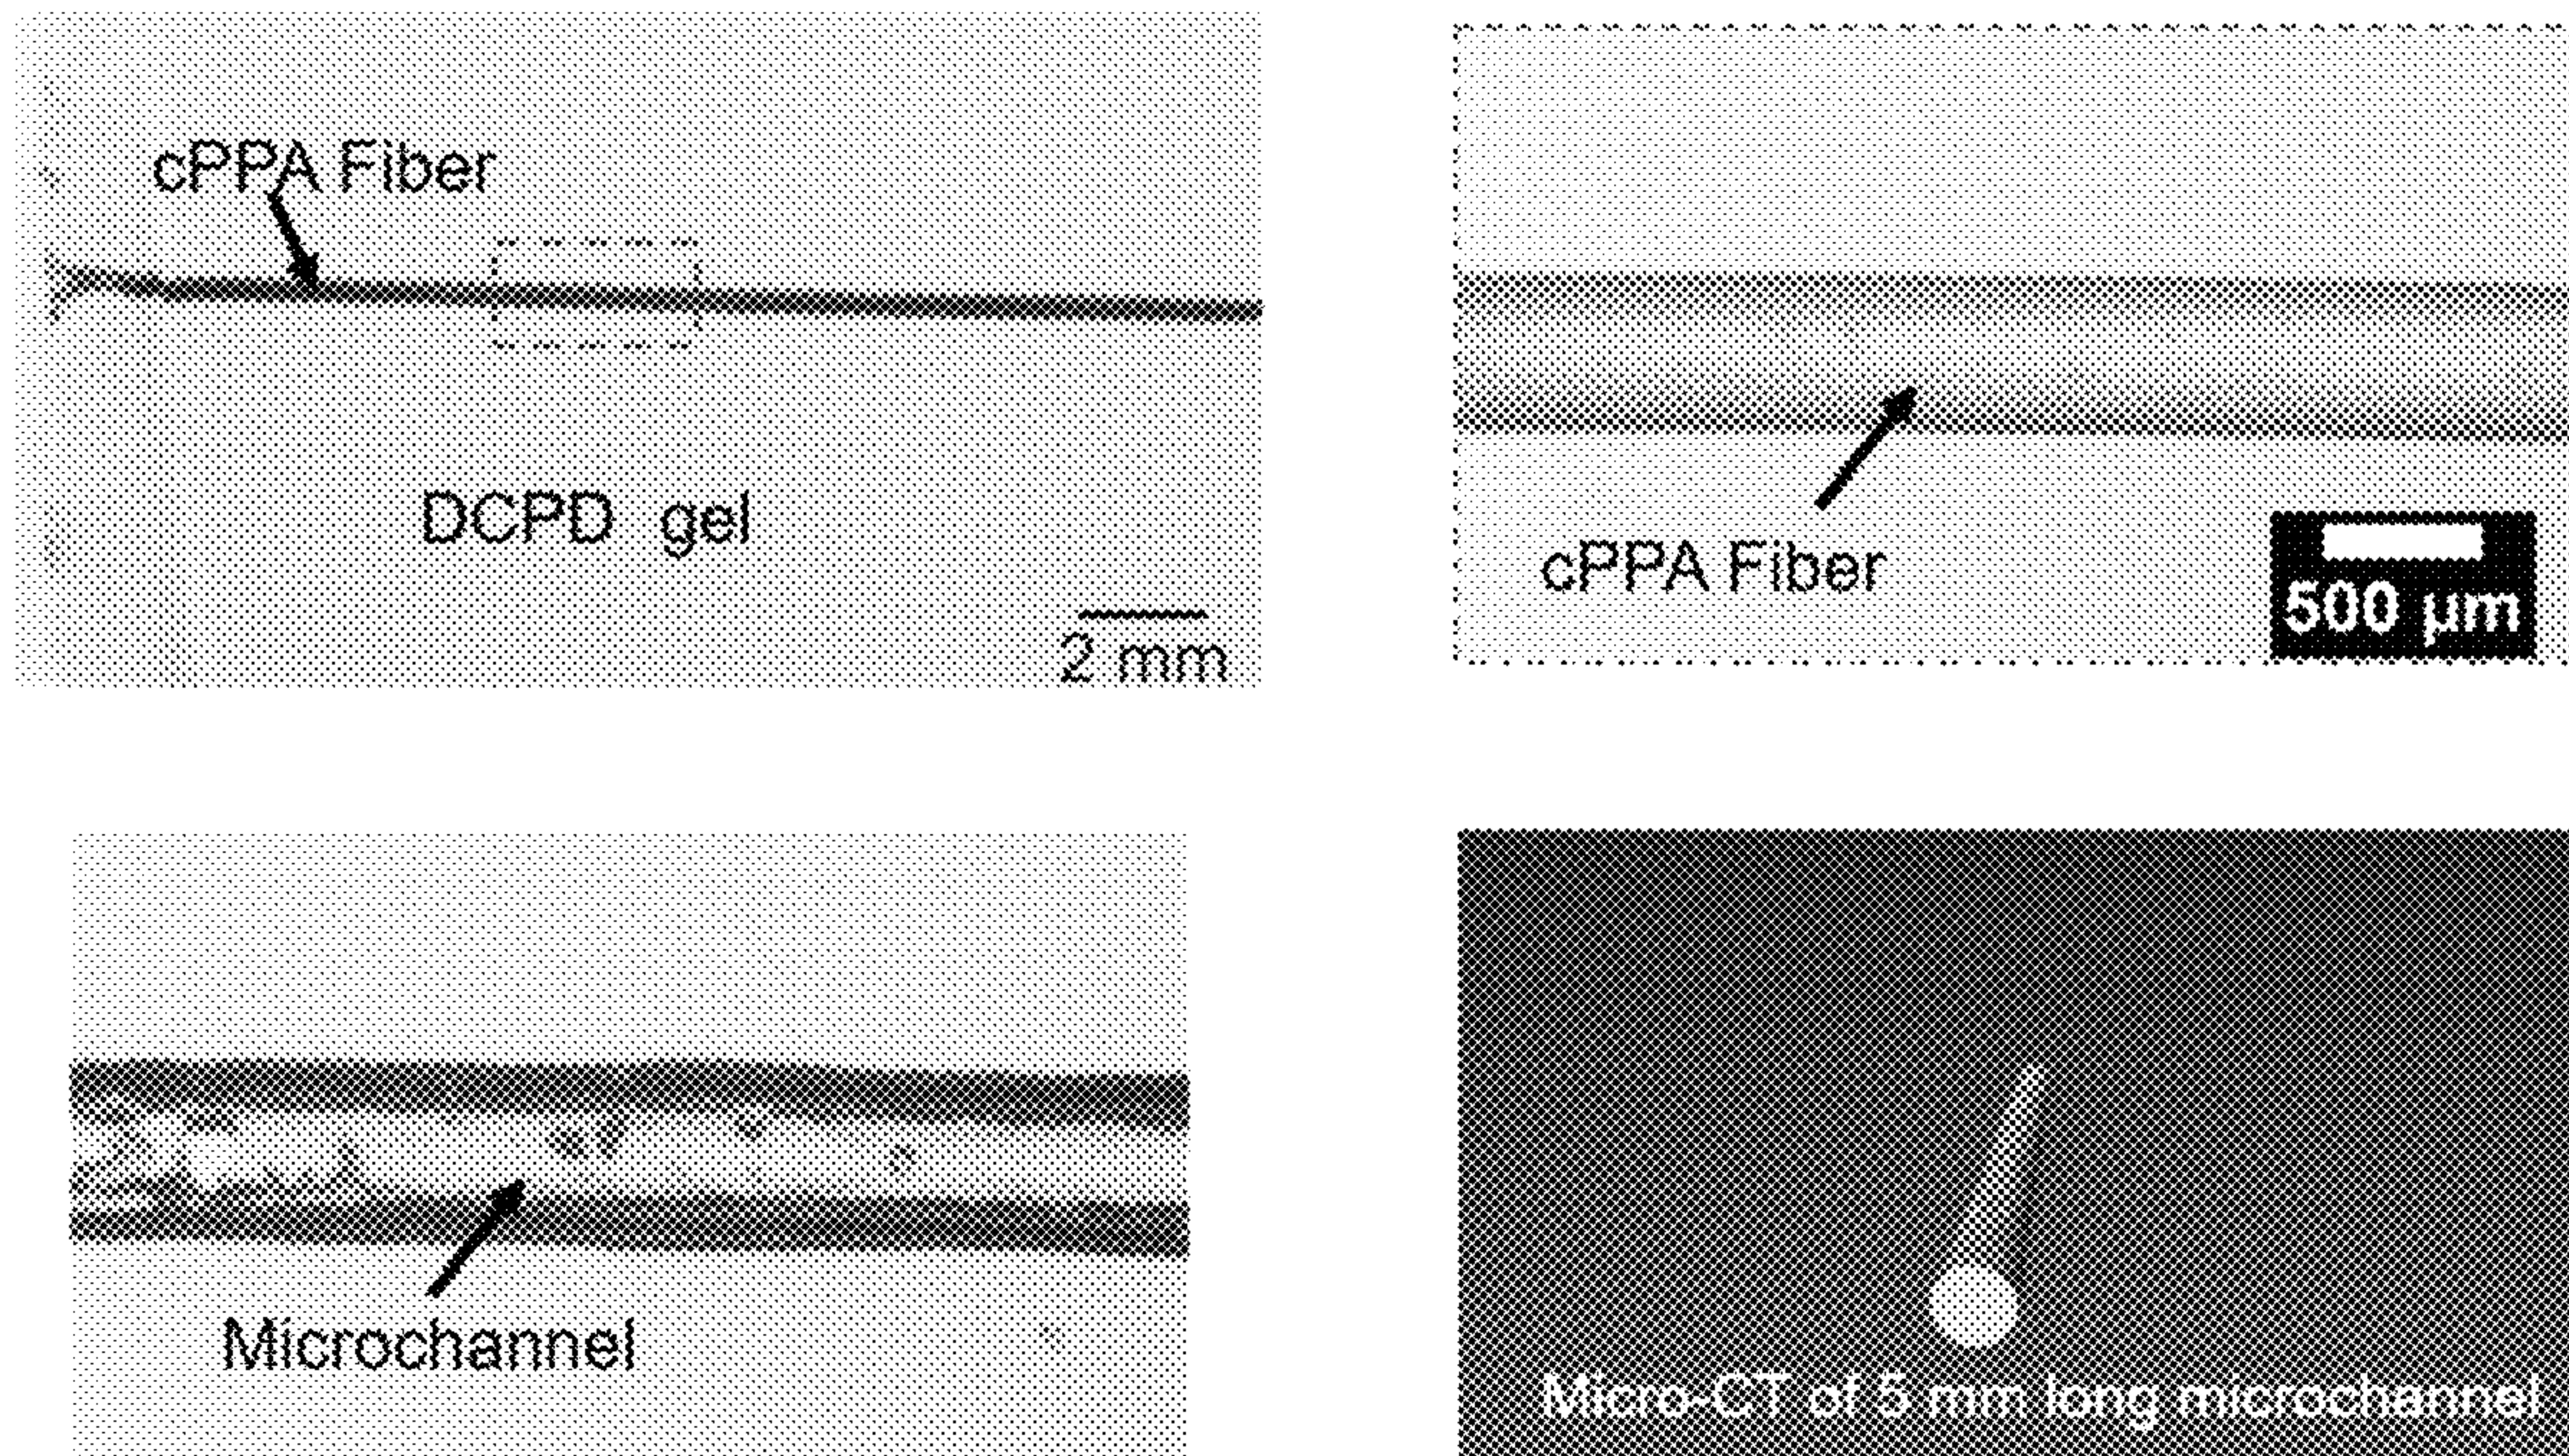 cPPA Fiber
DCPD gel
2 mm
cPPA Fiber
500 µm
Microchannel
Micro-CT of 5 mm long microchannel